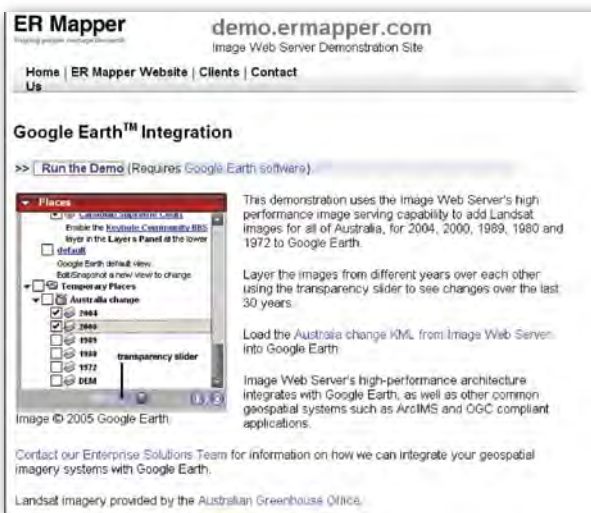 ER Mapper
demo.ermapper.com
Image Web Server Demonstration Site
Home | ER Mapper Website | Clients | Contact
Us
Google Earth™ Integration
>> Run the Demo (Requires Google Earth software)
Places
Canadian Supreme Court
Enable the Keynote Community BBS
layer in the Layers Panel at the lower
default
Google Earth default view.
Edit/Snapshot a new view to change
Temporary Places
Australia change
2004
2000
1989
1980
1972
DEM
transparency slider
Image © 2005 Google Earth
This demonstration uses the Image Web Server's high
performance image serving capability to add Landsat
images for all of Australia, for 2004, 2000, 1989, 1980 and
1972 to Google Earth.
Layer the images from different years over each other
using the transparency slider to see changes over the last
30 years.
Load the Australia change KML from Image Web Server
into Google Earth
Image Web Server's high-performance architecture
integrates with Google Earth, as well as other common
geospatial systems such as ArcIMS and OGC compliant
applications.
Contact our Enterprise Solutions Team for information on how we can integrate your geospatial
imagery systems with Google Earth.
Landsat imagery provided by the Australian Greenhouse Office.